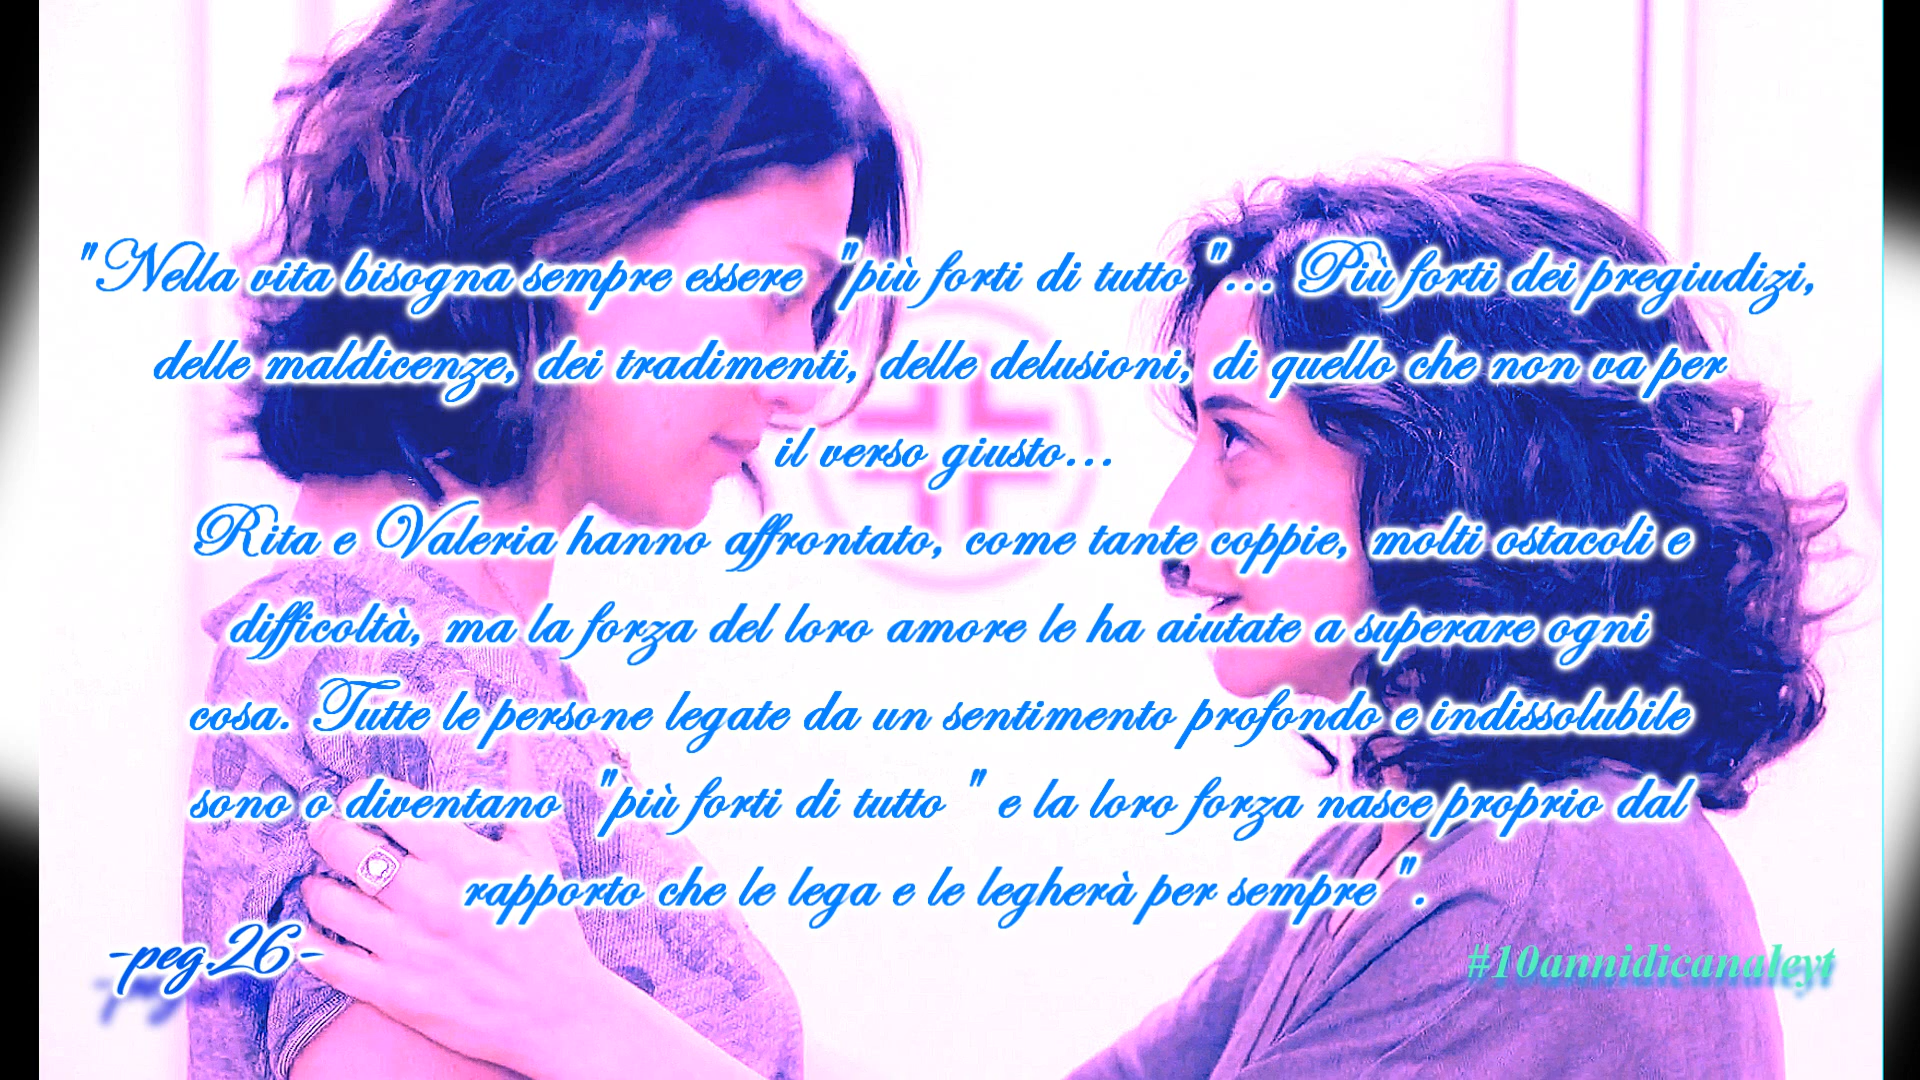 "Nella vita bisogna sempre essere "più forti di tutto"... Più forti dei pregiudizi,
delle maldicenze, dei tradimenti, delle delusioni, di quello che non va per
il verso giusto...
Rita e Valeria hanno affrontato, come tante coppie, molti ostacoli e
difficoltà, ma la forza del loro amore le ha aiutate a superare ogni
cosa. Tutte le persone legate da un sentimento profondo e indissolubile
sono o diventano "più forti di tutto " e la loro forza nasce proprio dal
rapporto che le lega e le legherà per sempre".
-peg.26-
#10annidicanaleyt